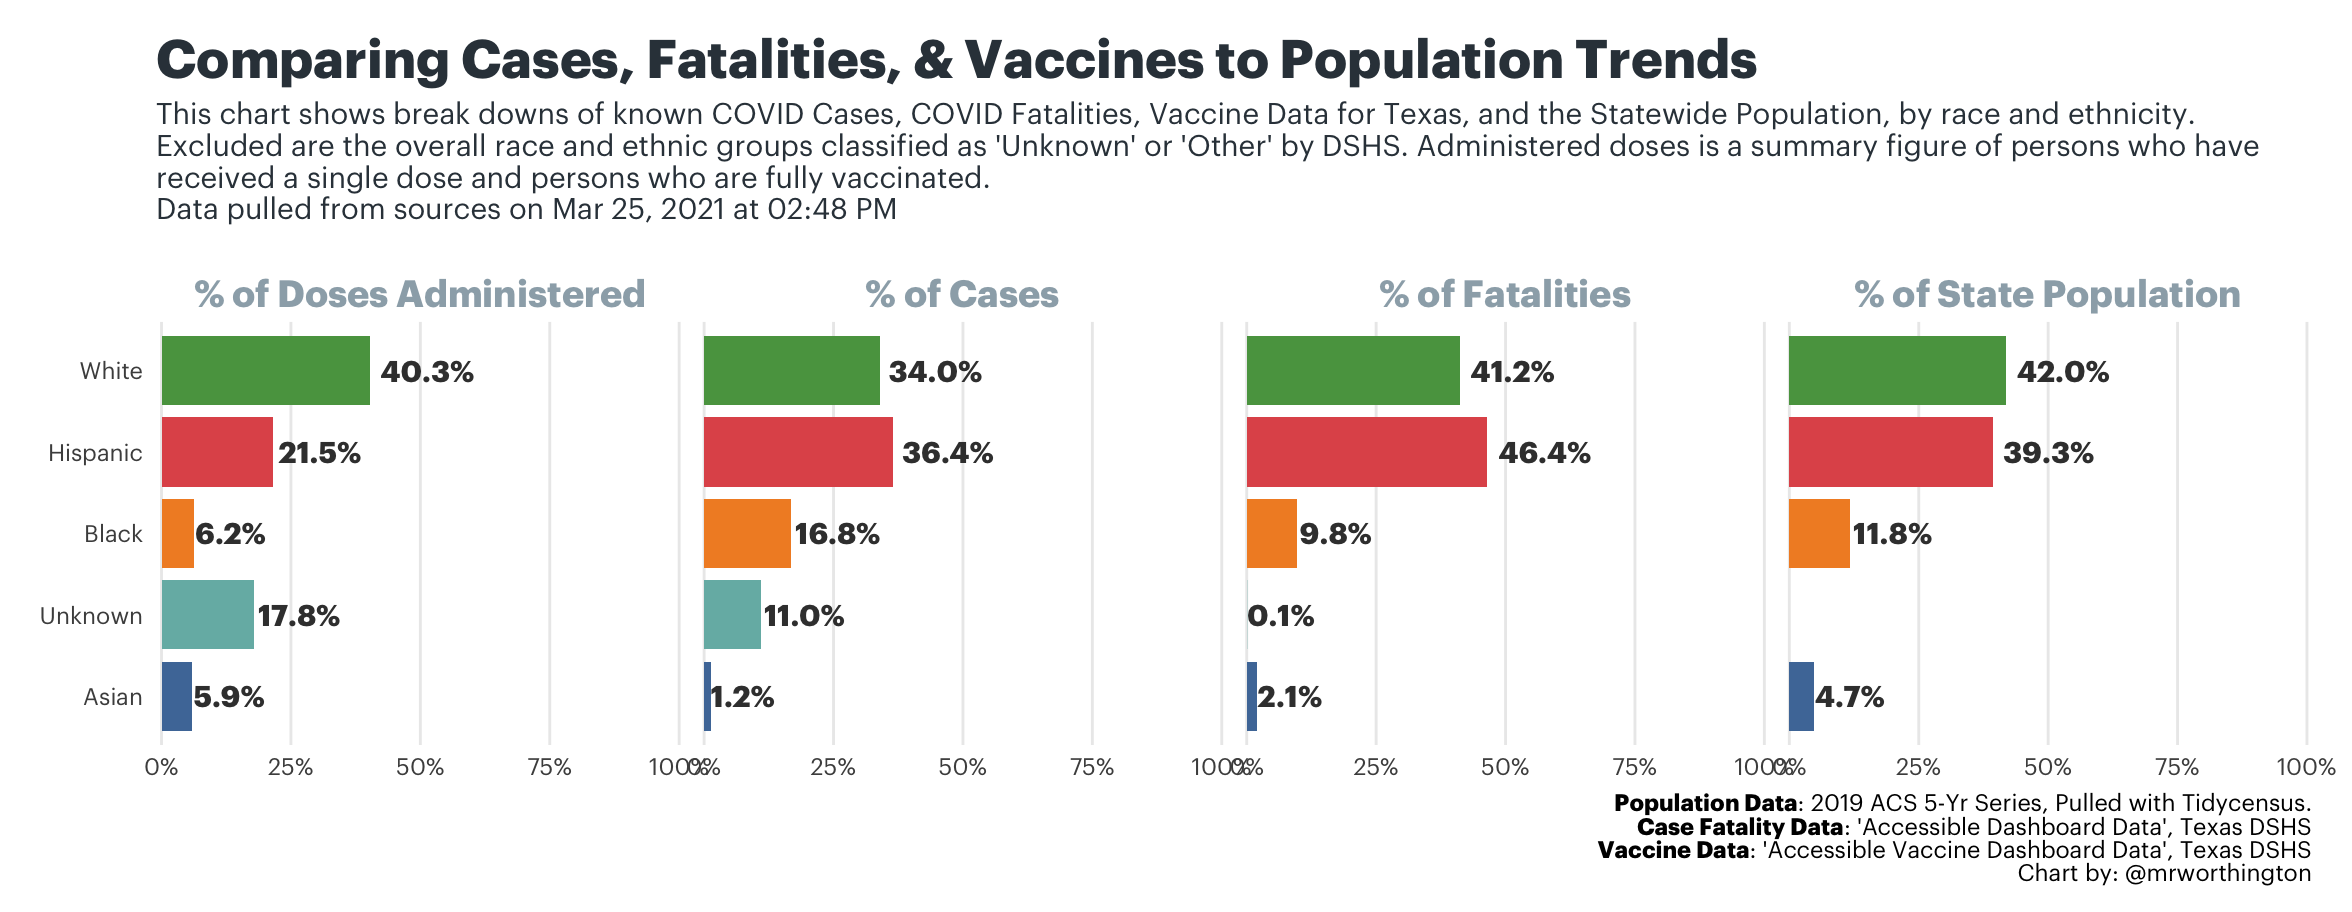 Comparing Cases, Fatalities, & Vaccines to Population Trends
This chart shows break downs of known COVID Cases, COVID Fatalities, Vaccine Data for Texas, and the Statewide Population, by race and ethnicity.
Excluded are the overall race and ethnic groups classified as 'Unknown' or 'Other' by DSHS. Administered doses is a summary figure of persons who have
received a single dose and persons who are fully vaccinated.
Data pulled from sources on Mar 25, 2021 at 02:48 PM
% of Doses Administered % of Cases % of Fatalities % of State Population
White 40.3% 34.0% 41.2% 42.0%
Hispanic 21.5% 36.4% 46.4% 39.3%
Black 6.2% 16.8% 9.8% 11.8%
Unknown 17.8% 11.0% 0.1%
Asian 5.9% 1.2% 2.1% 4.7%
0% 25% 50% 75% 100% 0% 25% 50% 75% 100% 0% 25% 50% 75% 100% 0% 25% 50% 75% 100%
Population Data: 2019 ACS 5-Yr Series, Pulled with Tidycensus.
Case Fatality Data: 'Accessible Dashboard Data', Texas DSHS
Vaccine Data: 'Accessible Vaccine Dashboard Data', Texas DSHS
Chart by: @mrworthington